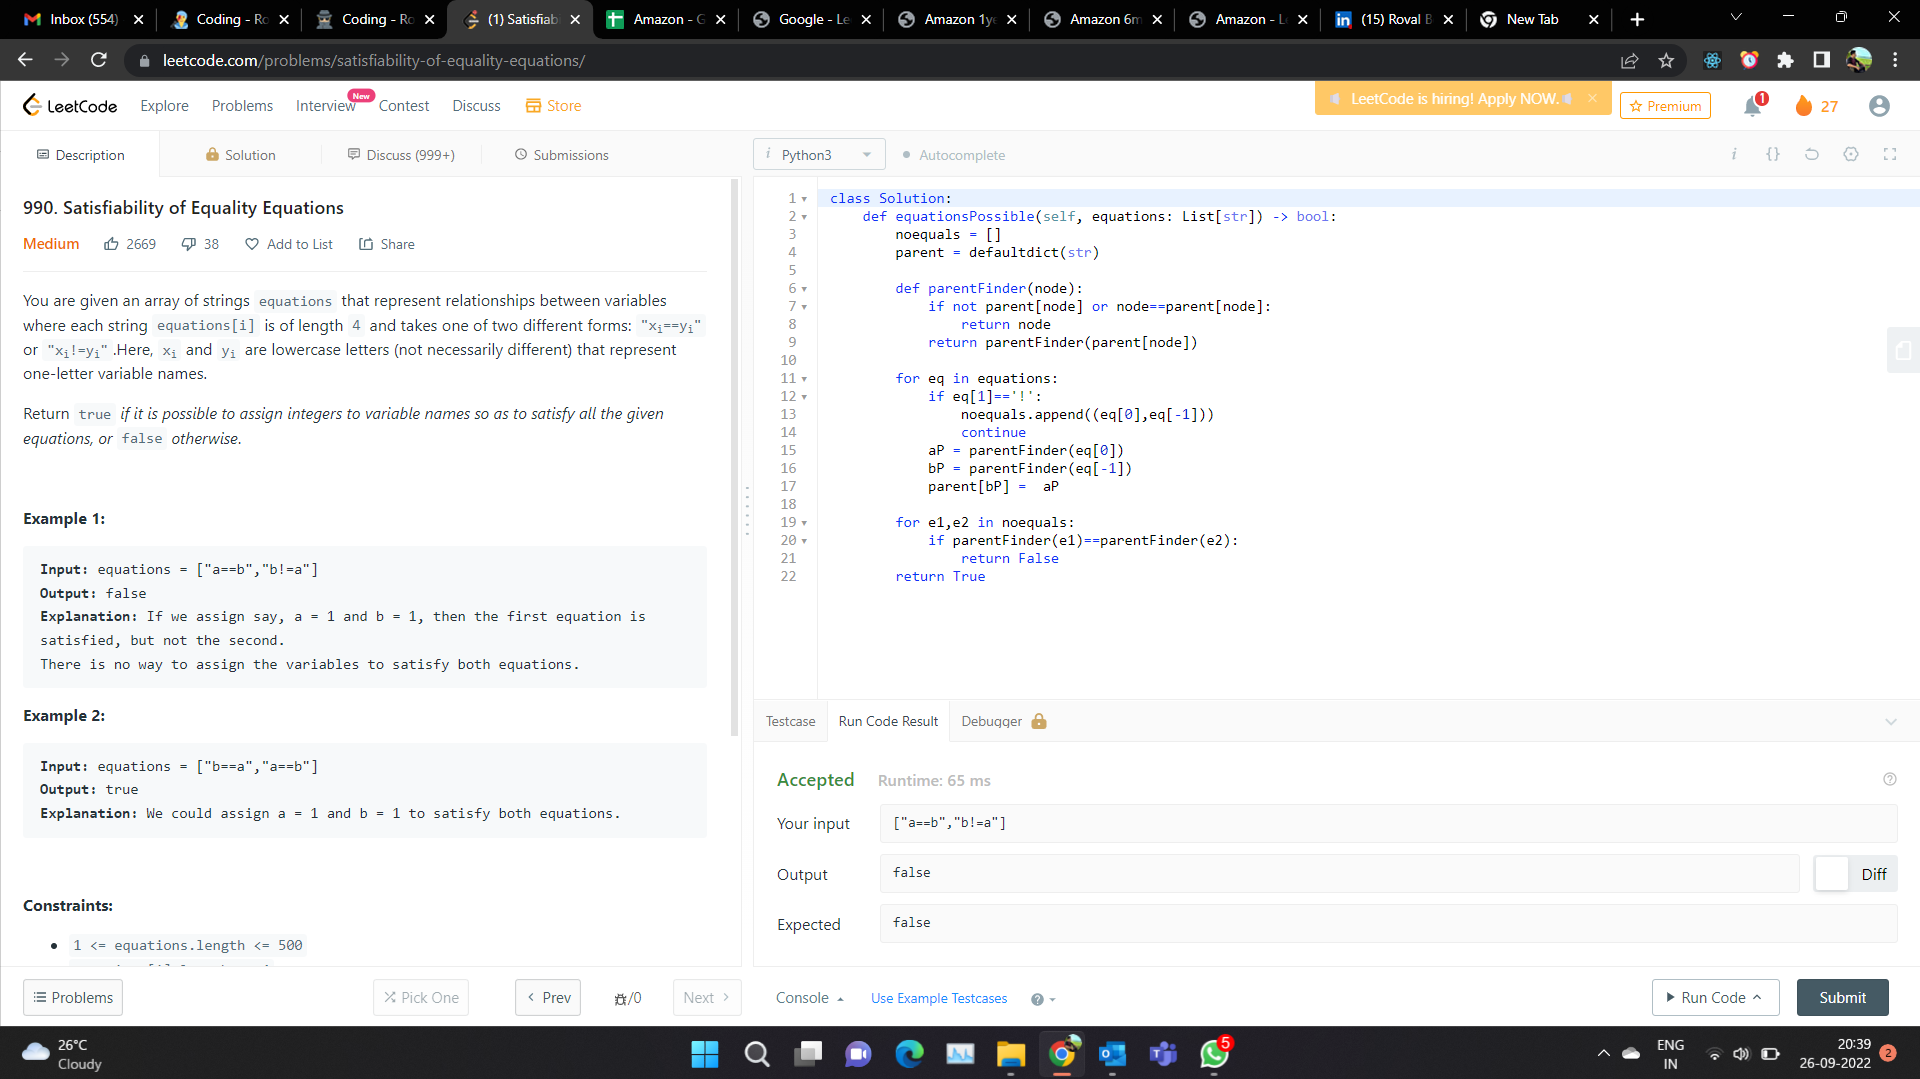 Inbox (554)
Coding - Ro
Coding - Ro
(1) Satisfiab
Amazon - G
Google - Le
Amazon 1ye
Amazon 6m
Amazon - L
(15) Roval B
New Tab
leetcode.com/problems/satisfiability-of-equality-equations/
LeetCode Explore Problems Interview New Contest Discuss Store
LeetCode is hiring! Apply NOW. Premium 1 27
Description Solution Discuss (999+) Submissions
i Python3 Autocomplete i {}
990. Satisfiability of Equality Equations
Medium 2669 38 Add to List Share
You are given an array of strings equations that represent relationships between variables
where each string equations[i] is of length 4 and takes one of two different forms: "xi==yi"
or "xi!=yi" .Here, xi and yi are lowercase letters (not necessarily different) that represent
one-letter variable names.
Return true if it is possible to assign integers to variable names so as to satisfy all the given
equations, or false otherwise.
Example 1:
Input: equations = ["a==b","b!=a"]
Output: false
Explanation: If we assign say, a = 1 and b = 1, then the first equation is
satisfied, but not the second.
There is no way to assign the variables to satisfy both equations.
Example 2:
Input: equations = ["b==a","a==b"]
Output: true
Explanation: We could assign a = 1 and b = 1 to satisfy both equations.
Constraints:
1 <= equations.length <= 500
1 class Solution:
2 def equationsPossible(self, equations: List[str]) -> bool:
3 noequals = []
4 parent = defaultdict(str)
5
6 def parentFinder(node):
7 if not parent[node] or node==parent[node]:
8 return node
9 return parentFinder(parent[node])
10
11 for eq in equations:
12 if eq[1]=='!':
13 noequals.append((eq[0],eq[-1]))
14 continue
15 aP = parentFinder(eq[0])
16 bP = parentFinder(eq[-1])
17 parent[bP] = aP
18
19 for e1,e2 in noequals:
20 if parentFinder(e1)==parentFinder(e2):
21 return False
22 return True
Testcase Run Code Result Debugger
Accepted Runtime: 65 ms
Your input ["a==b","b!=a"]
Output false Diff
Expected false
Problems Pick One Prev /0 Next
Console Use Example Testcases Run Code Submit
26°C
Cloudy
5
ENG
IN
20:39
26-09-2022
2